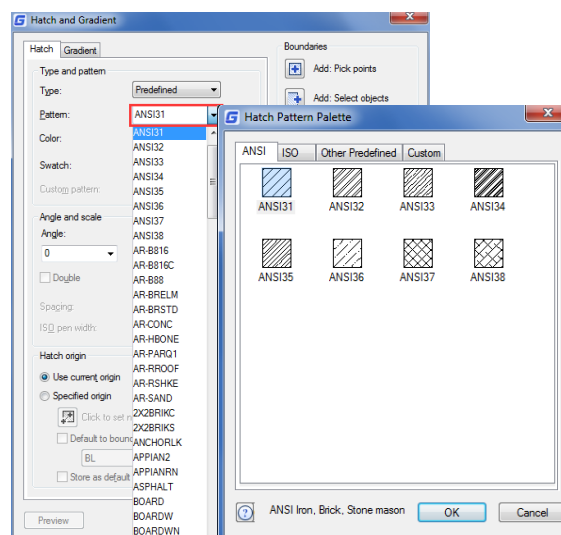 Hatch and Gradient
Hatch Gradient
Type and pattern
Type: Predefined
Pattern: ANSI31
Color:
Swatch:
Custom pattern:
Angle and scale
Angle:
0
Double
Spacing:
ISO pen width:
Hatch origin
Use current origin
Specified origin
Click to set n
Default to bound
BL
Store as default
Preview
ANSI31
ANSI32
ANSI33
ANSI34
ANSI35
ANSI36
ANSI37
ANSI38
AR-B816
AR-B816C
AR-B88
AR-BRELM
AR-BRSTD
AR-CONC
AR-HBONE
AR-PARQ1
AR-RROOF
AR-RSHKE
AR-SAND
2X2BRIKC
2X2BRIKS
ANCHORLK
APPIAN2
APPIANRN
ASPHALT
BOARD
BOARDW
BOARDWN
Boundaries
Add: Pick points
Add: Select objects
Hatch Pattern Palette
ANSI ISO Other Predefined Custom
ANSI31 ANSI32 ANSI33 ANSI34
ANSI35 ANSI36 ANSI37 ANSI38
ANSI Iron, Brick, Stone mason OK Cancel